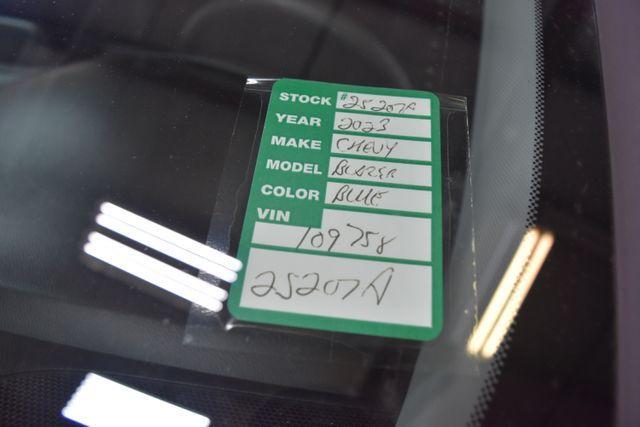 STOCK #25207A
YEAR 2023
MAKE CHEVY
MODEL BLAZER
COLOR BLUE
VIN
109758
25207A